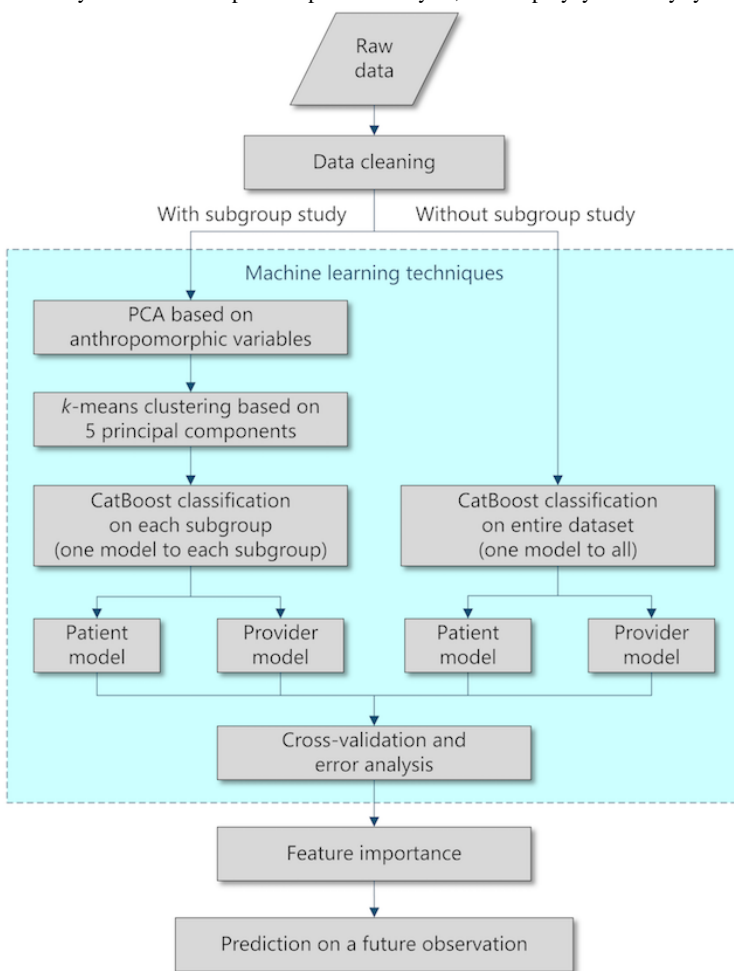 Raw
data
Data cleaning
With subgroup study
Without subgroup study
Machine learning techniques
PCA based on
anthropomorphic variables
k-means clustering based on
5 principal components
CatBoost classification
on each subgroup
(one model to each subgroup)
CatBoost classification
on entire dataset
(one model to all)
Patient
model
Provider
model
Patient
model
Provider
model
Cross-validation and
error analysis
Feature importance
Prediction on a future observation